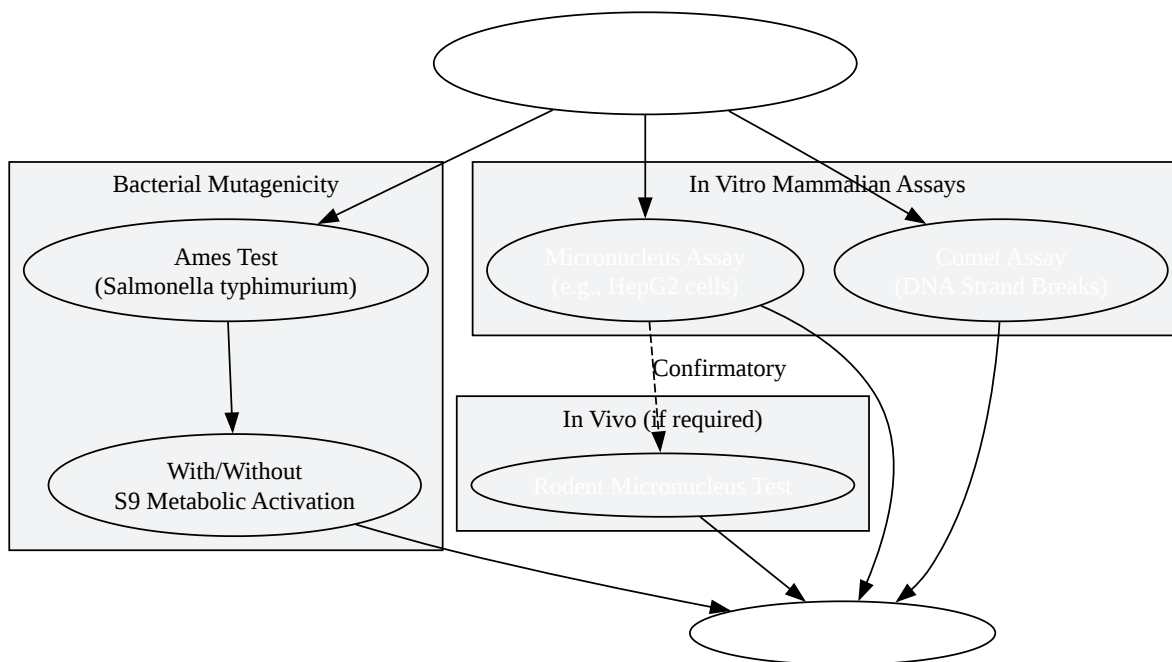 Bacterial Mutagenicity
In Vitro Mammalian Assays
Ames Test
(Salmonella typhimurium)
Micronucleus Assay
(e.g., HepG2 cells)
Comet Assay
(DNA Strand Breaks)
Confirmatory
In Vivo (if required)
With/Without
S9 Metabolic Activation
Rodent Micronucleus Test